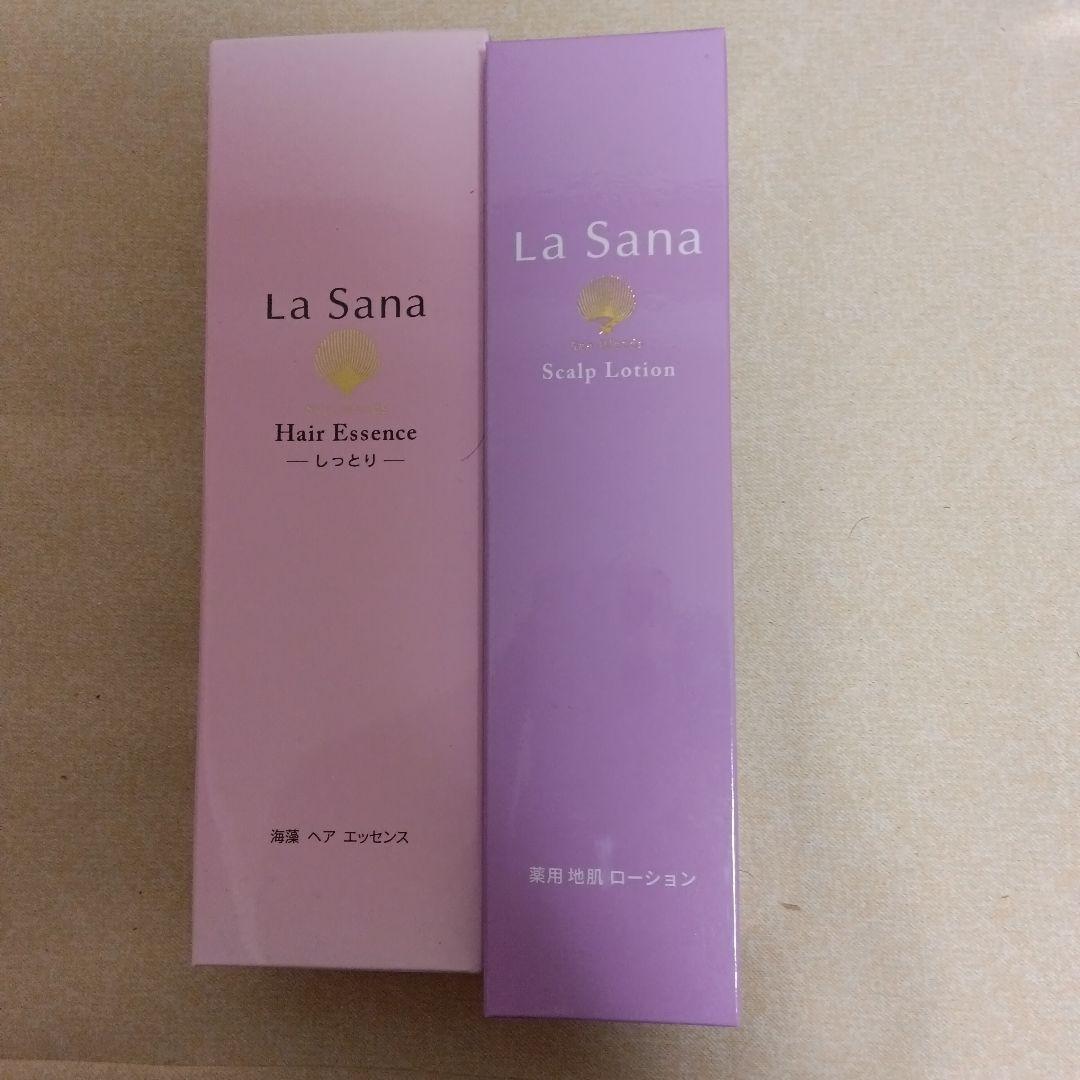 La Sana
Hair Essence
— しっとり —
海藻 ヘア エッセンス
La Sana
Scalp Lotion
薬用 地肌 ローション